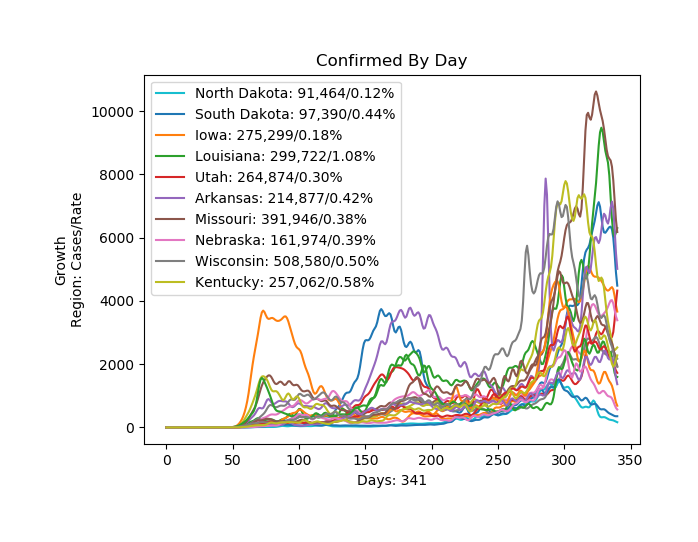 Confirmed By Day
North Dakota: 91,464/0.12%
South Dakota: 97,390/0.44%
Iowa: 275,299/0.18%
Louisiana: 299,722/1.08%
Utah: 264,874/0.30%
Arkansas: 214,877/0.42%
Missouri: 391,946/0.38%
Nebraska: 161,974/0.39%
Wisconsin: 508,580/0.50%
Kentucky: 257,062/0.58%
Growth
Region: Cases/Rate
10000
8000
6000
4000
2000
0
0 50 100 150 200 250 300 350
Days: 341